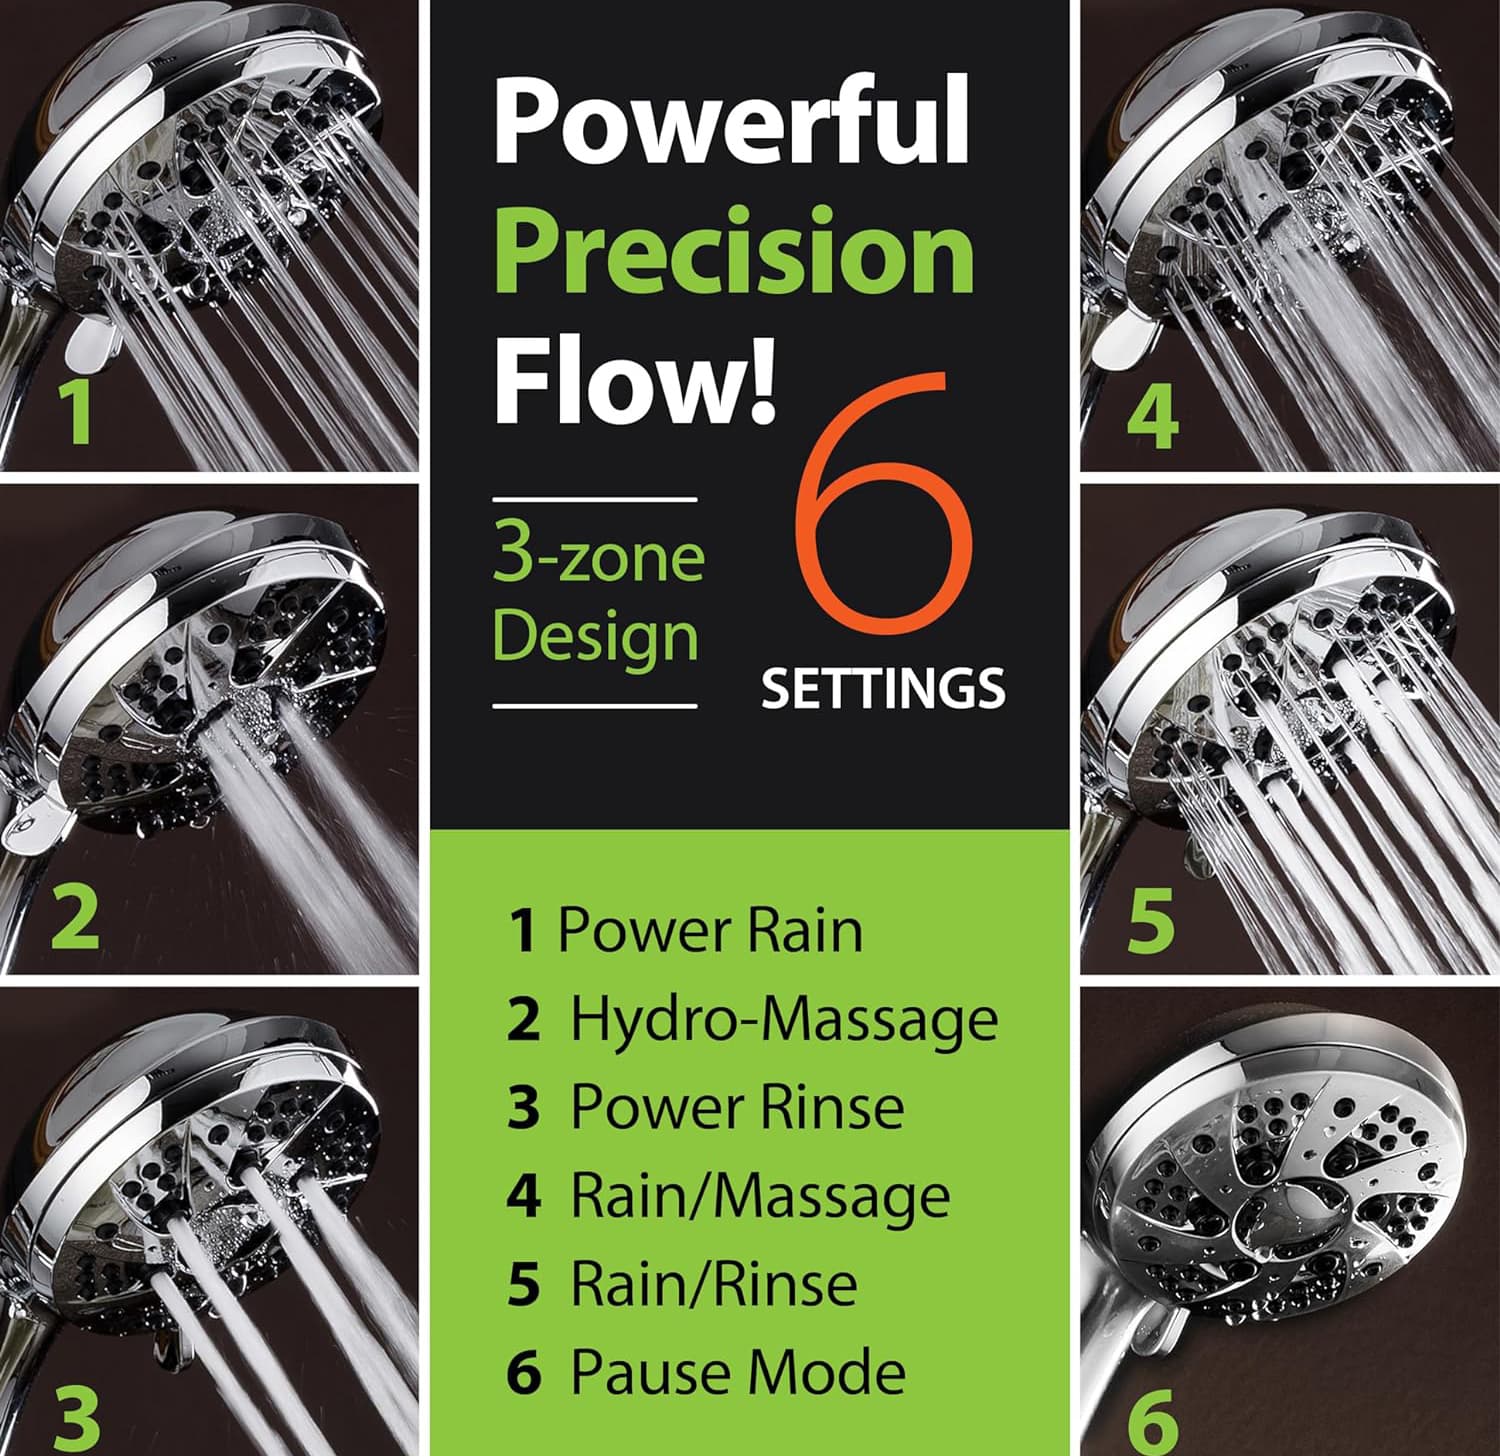 Powerful
Precision
Flow!
3-zone
Design
6
SETTINGS
1 Power Rain
2 Hydro-Massage
3 Power Rinse
4 Rain/Massage
5 Rain/Rinse
6 Pause Mode
1
2
3
4
5
6